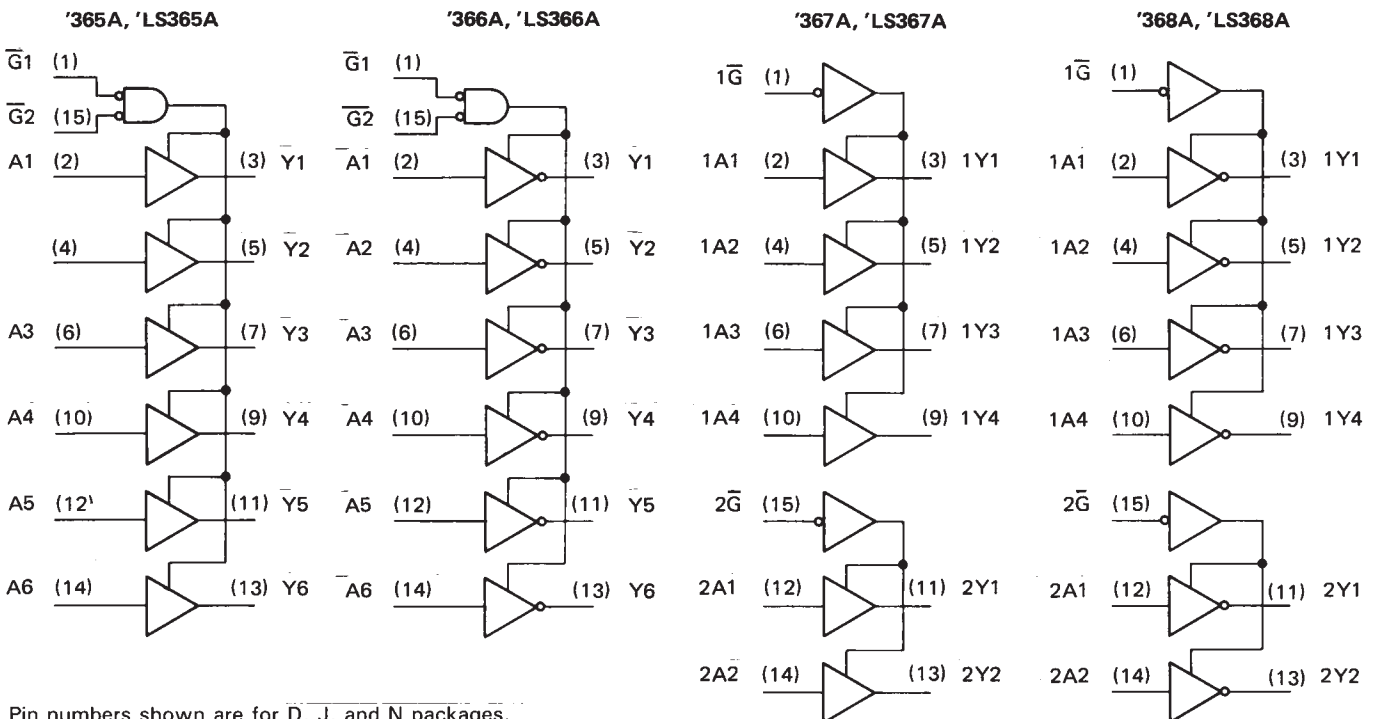 '365A, 'LS365A
G̅1 (1)
G̅2 (15)
A1 (2) (3) Y1
(4) (5) Y2
A3 (6) (7) Y3
A4 (10) (9) Y4
A5 (12) (11) Y5
A6 (14) (13) Y6
'366A, 'LS366A
G̅1 (1)
G̅2 (15)
A1 (2) (3) Y1
A2 (4) (5) Y2
A3 (6) (7) Y3
A4 (10) (9) Y4
A5 (12) (11) Y5
A6 (14) (13) Y6
'367A, 'LS367A
1G̅ (1)
1A1 (2) (3) 1Y1
1A2 (4) (5) 1Y2
1A3 (6) (7) 1Y3
1A4 (10) (9) 1Y4
2G̅ (15)
2A1 (12) (11) 2Y1
2A2 (14) (13) 2Y2
'368A, 'LS368A
1G̅ (1)
1A1 (2) (3) 1Y1
1A2 (4) (5) 1Y2
1A3 (6) (7) 1Y3
1A4 (10) (9) 1Y4
2G̅ (15)
2A1 (12) (11) 2Y1
2A2 (14) (13) 2Y2
Pin numbers shown are for D, J, and N packages.